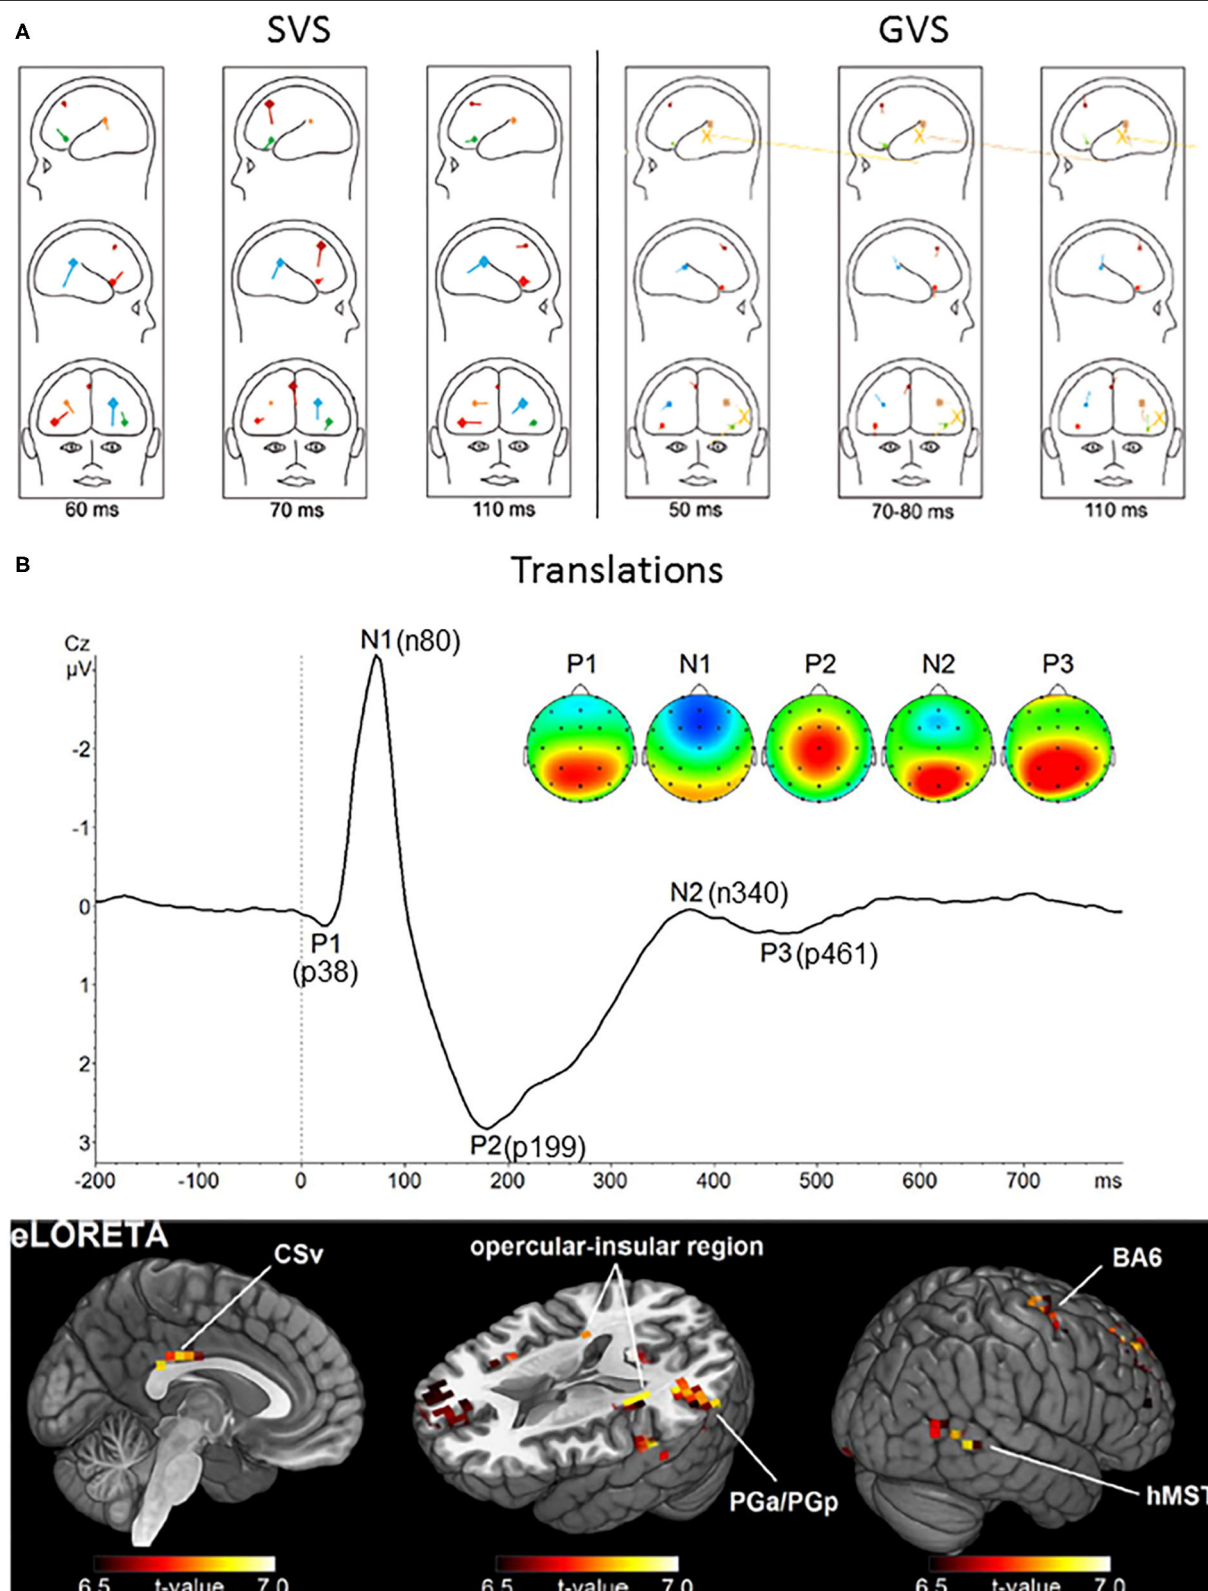 A
SVS
GVS
60 ms
70 ms
110 ms
50 ms
70-80 ms
110 ms
B
Translations
Cz
µV
N1 (n80)
P1
N1
P2
N2
P3
-2
-1
0
1
2
3
P1
(p38)
N2 (n340)
P3 (p461)
P2 (p199)
-200
-100
0
100
200
300
400
500
600
700
ms
eLORETA
CSv
opercular-insular region
BA6
PGa/PGp
hMST
6.5 t-value 7.0
6.5 t-value 7.0
6.5 t-value 7.0